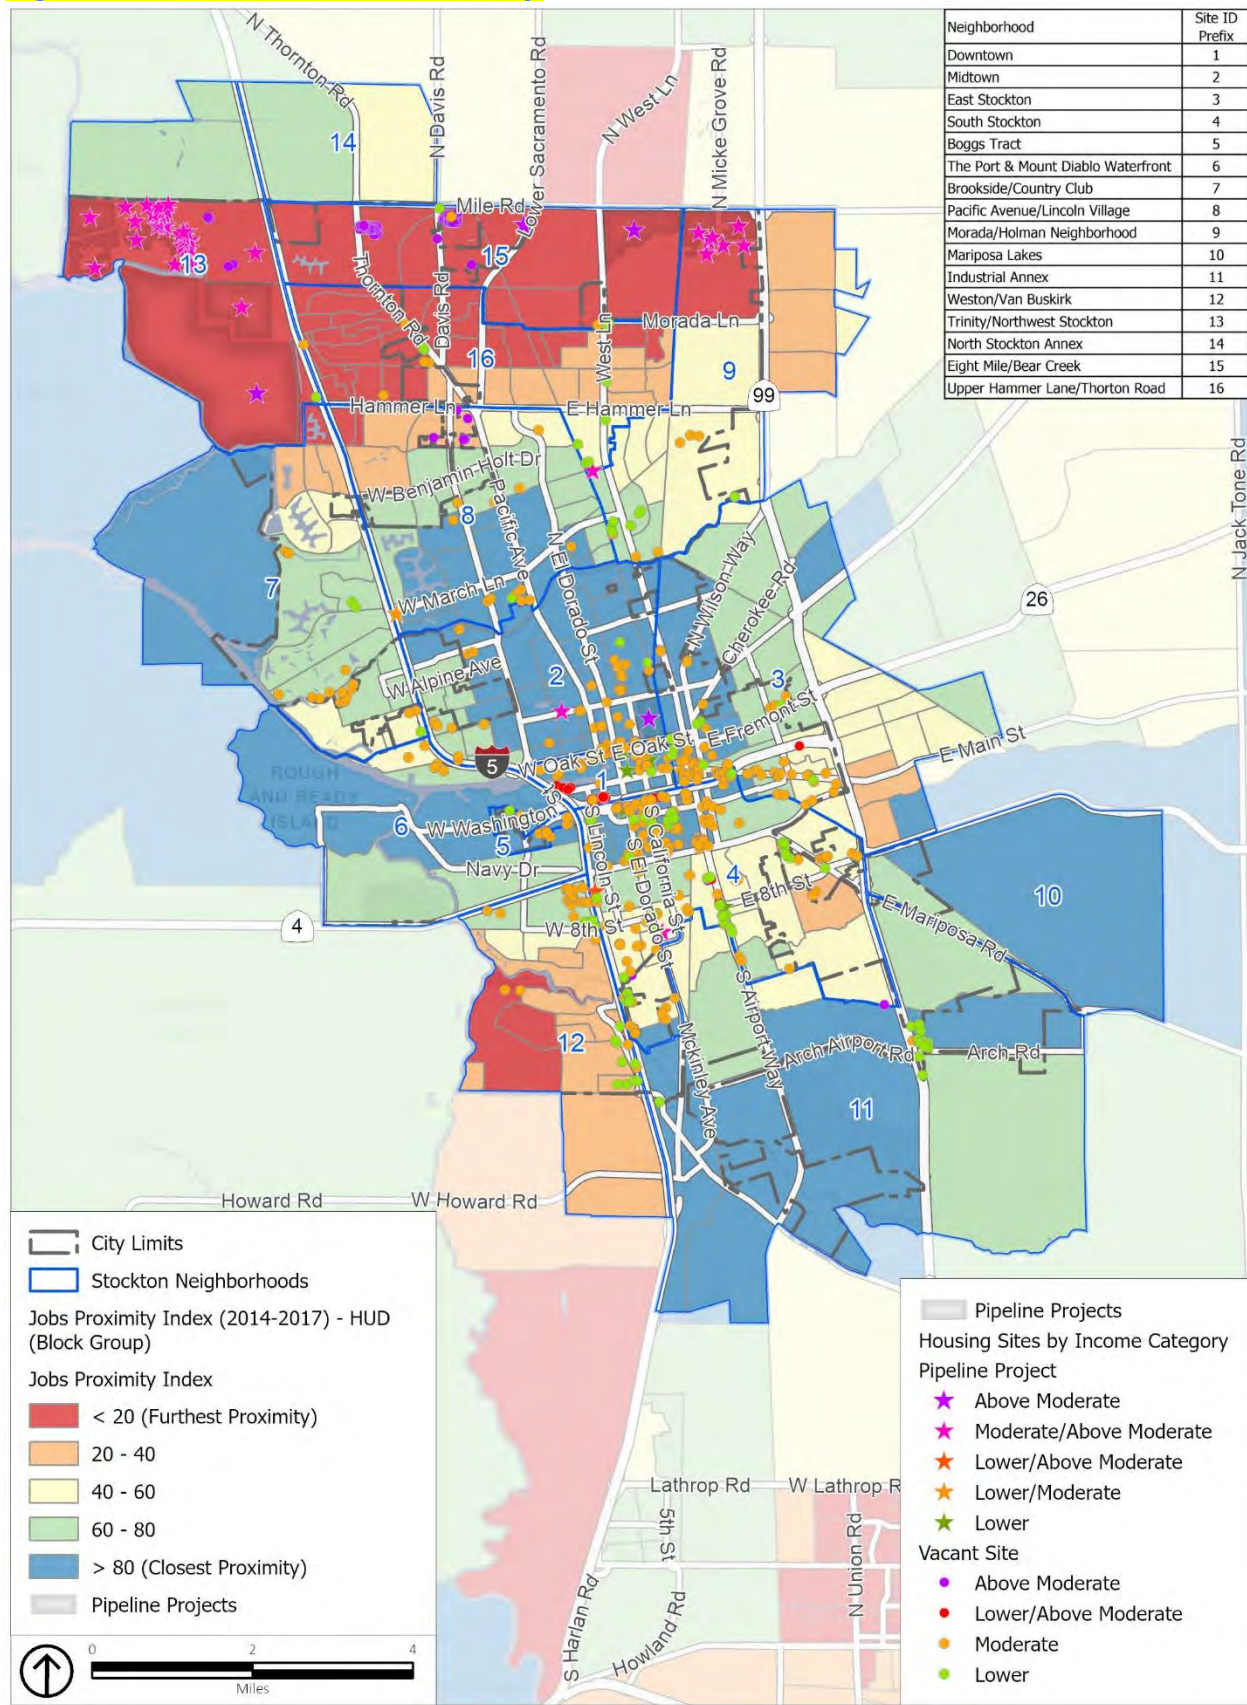 Neighborhood Site ID Prefix
Downtown 1
Midtown 2
East Stockton 3
South Stockton 4
Boggs Tract 5
The Port & Mount Diablo Waterfront 6
Brookside/Country Club 7
Pacific Avenue/Lincoln Village 8
Morada/Holman Neighborhood 9
Mariposa Lakes 10
Industrial Annex 11
Weston/Van Buskirk 12
Trinity/Northwest Stockton 13
North Stockton Annex 14
Eight Mile/Bear Creek 15
Upper Hammer Lane/Thorton Road 16
N Thornton Rd
N Davis Rd
Lower Sacramento Rd
N West Ln
N Micke Grove Rd
14
Mile Rd
13
15
Thornton Rd
Davis Rd
16
West Ln
Morada Ln
9
99
Hammer Ln
E Hammer Ln
N Jack Tone Rd
W Benjamin Holt Dr
8
Pacific Ave
N El Dorado St
7
W March Ln
N Wilson Way
Cherokee Rd
26
W Alpine Ave
2
3
E Fremont St
W Oak St
E Oak St
E Main St
5
ROUGH
AND READY
ISLAND
1
6
W Washington
S
5
S Lincoln St
S El Dorado St
S California St
Navy Dr
4
E 8th St
10
4
W 8th St
E Mariposa Rd
12
Mckinley Ave
S Airport Way
Arch Airport Rd
Arch Rd
11
Howard Rd
W Howard Rd
Lathrop Rd
W Lathrop R
5th St
N Union Rd
S Harlan Rd
Howland Rd
City Limits
Stockton Neighborhoods
Jobs Proximity Index (2014-2017) - HUD
(Block Group)
Jobs Proximity Index
< 20 (Furthest Proximity)
20 - 40
40 - 60
60 - 80
> 80 (Closest Proximity)
Pipeline Projects
0 2 4
Miles
Pipeline Projects
Housing Sites by Income Category
Pipeline Project
Above Moderate
Moderate/Above Moderate
Lower/Above Moderate
Lower/Moderate
Lower
Vacant Site
Above Moderate
Lower/Above Moderate
Moderate
Lower